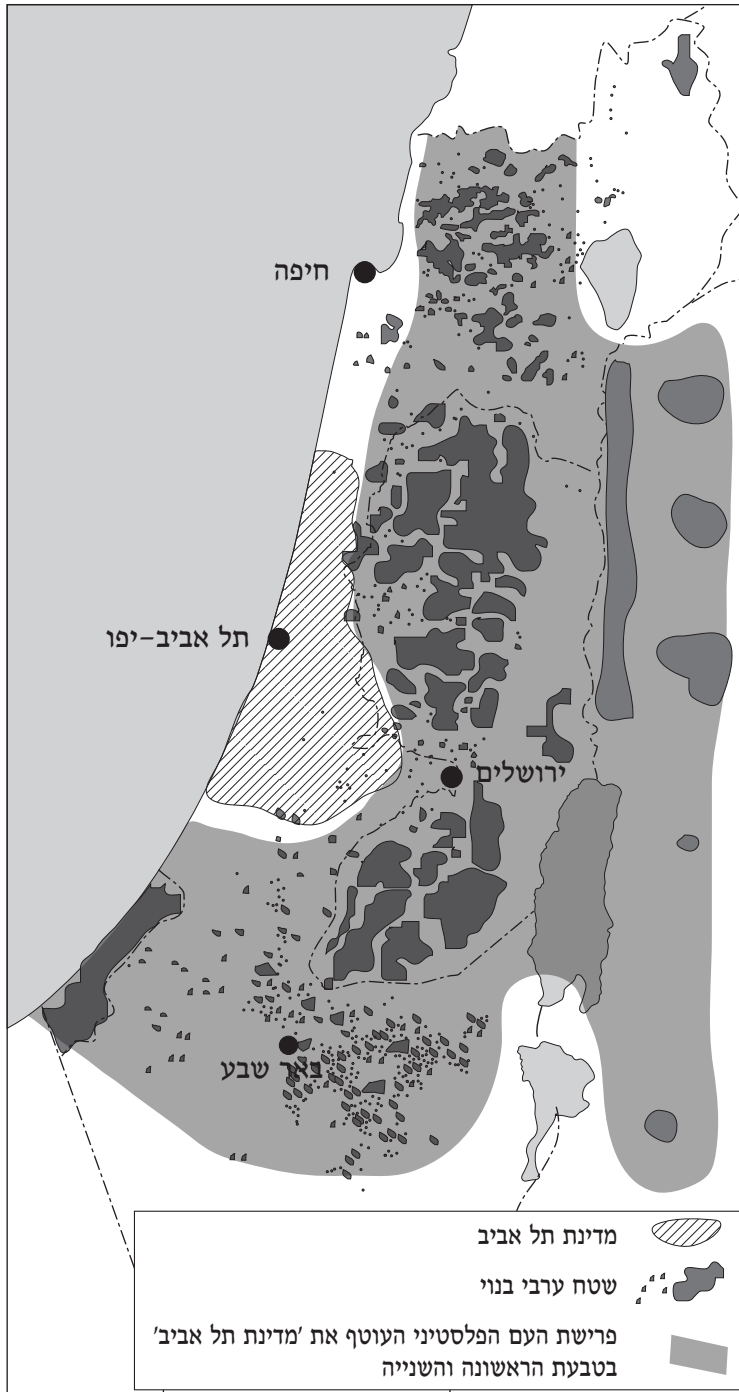 חיפה
תל אביב-יפו
ירושלים
באר שבע
מדינת תל אביב
שטח ערבי בנוי
פרישת העם הפלסטיני העוטף את 'מדינת תל אביב'
בטבעת הראשונה והשנייה